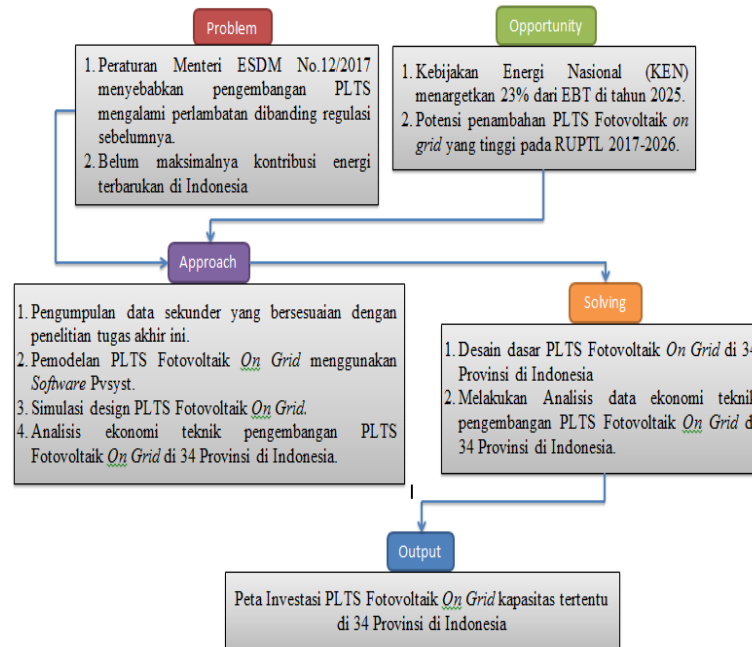 Problem
1. Peraturan Menteri ESDM No.12/2017
menyebabkan pengembangan PLTS
mengalami perlambatan dibanding regulasi
sebelumnya.
2. Belum maksimalnya kontribusi energi
terbarukan di Indonesia
Opportunity
1. Kebijakan Energi Nasional (KEN)
menargetkan 23% dari EBT di tahun 2025.
2. Potensi penambahan PLTS Fotovoltaik on
grid yang tinggi pada RUPTL 2017-2026.
Approach
1. Pengumpulan data sekunder yang bersesuaian dengan
penelitian tugas akhir ini.
2. Pemodelan PLTS Fotovoltaik On Grid menggunakan
Software Pvsyst.
3. Simulasi design PLTS Fotovoltaik On Grid.
4. Analisis ekonomi teknik pengembangan PLTS
Fotovoltaik On Grid di 34 Provinsi di Indonesia.
Solving
1. Desain dasar PLTS Fotovoltaik On Grid di 34
Provinsi di Indonesia
2. Melakukan Analisis data ekonomi teknik
pengembangan PLTS Fotovoltaik On Grid d
34 Provinsi di Indonesia.
Output
Peta Investasi PLTS Fotovoltaik On Grid kapasitas tertentu
di 34 Provinsi di Indonesia